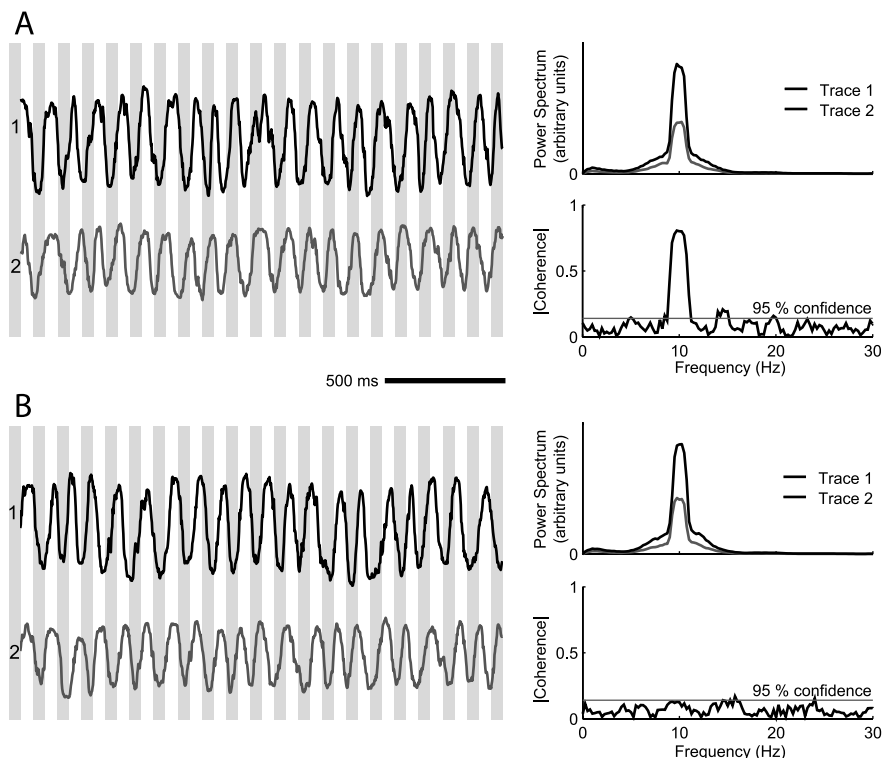 A
1
2
Power Spectrum
(arbitrary units)
0
Trace 1
Trace 2
|Coherence|
1
0.5
0
95 % confidence
0
10
20
30
Frequency (Hz)
500 ms
B
1
2
Power Spectrum
(arbitrary units)
0
Trace 1
Trace 2
|Coherence|
1
0.5
0
95 % confidence
0
10
20
30
Frequency (Hz)